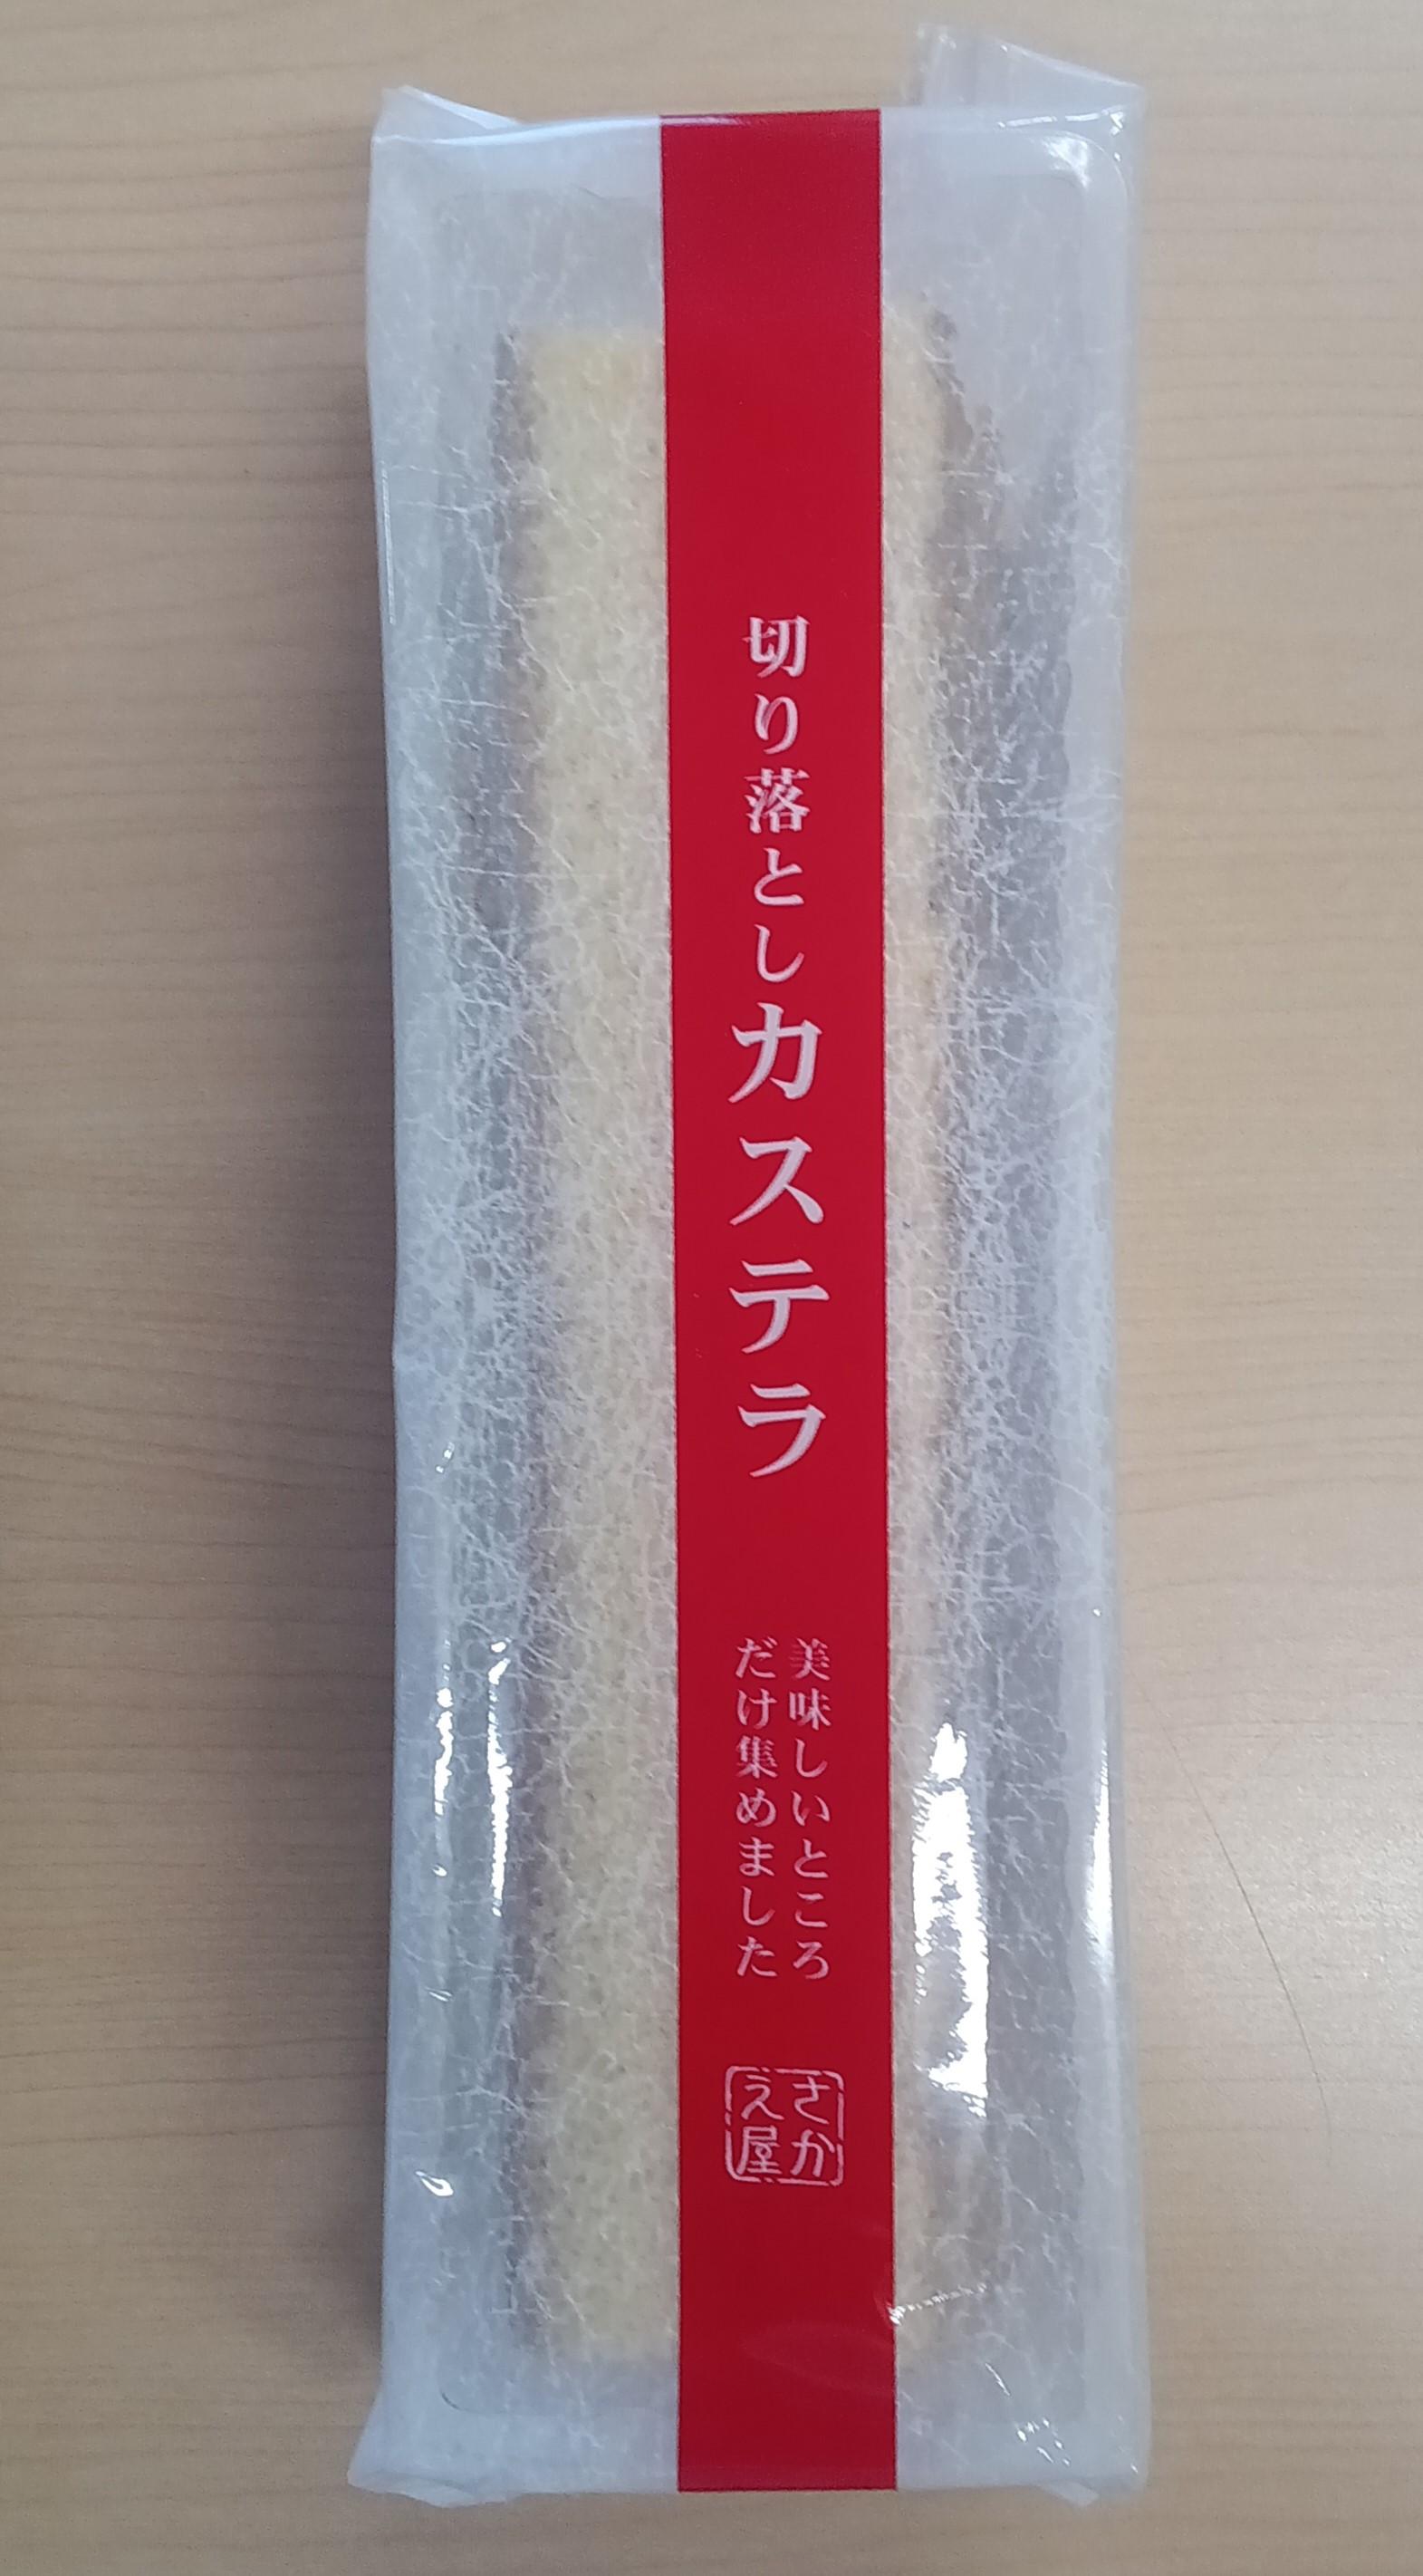 切り落としカステラ
美味しいところ
だけ集めました
さか
え屋